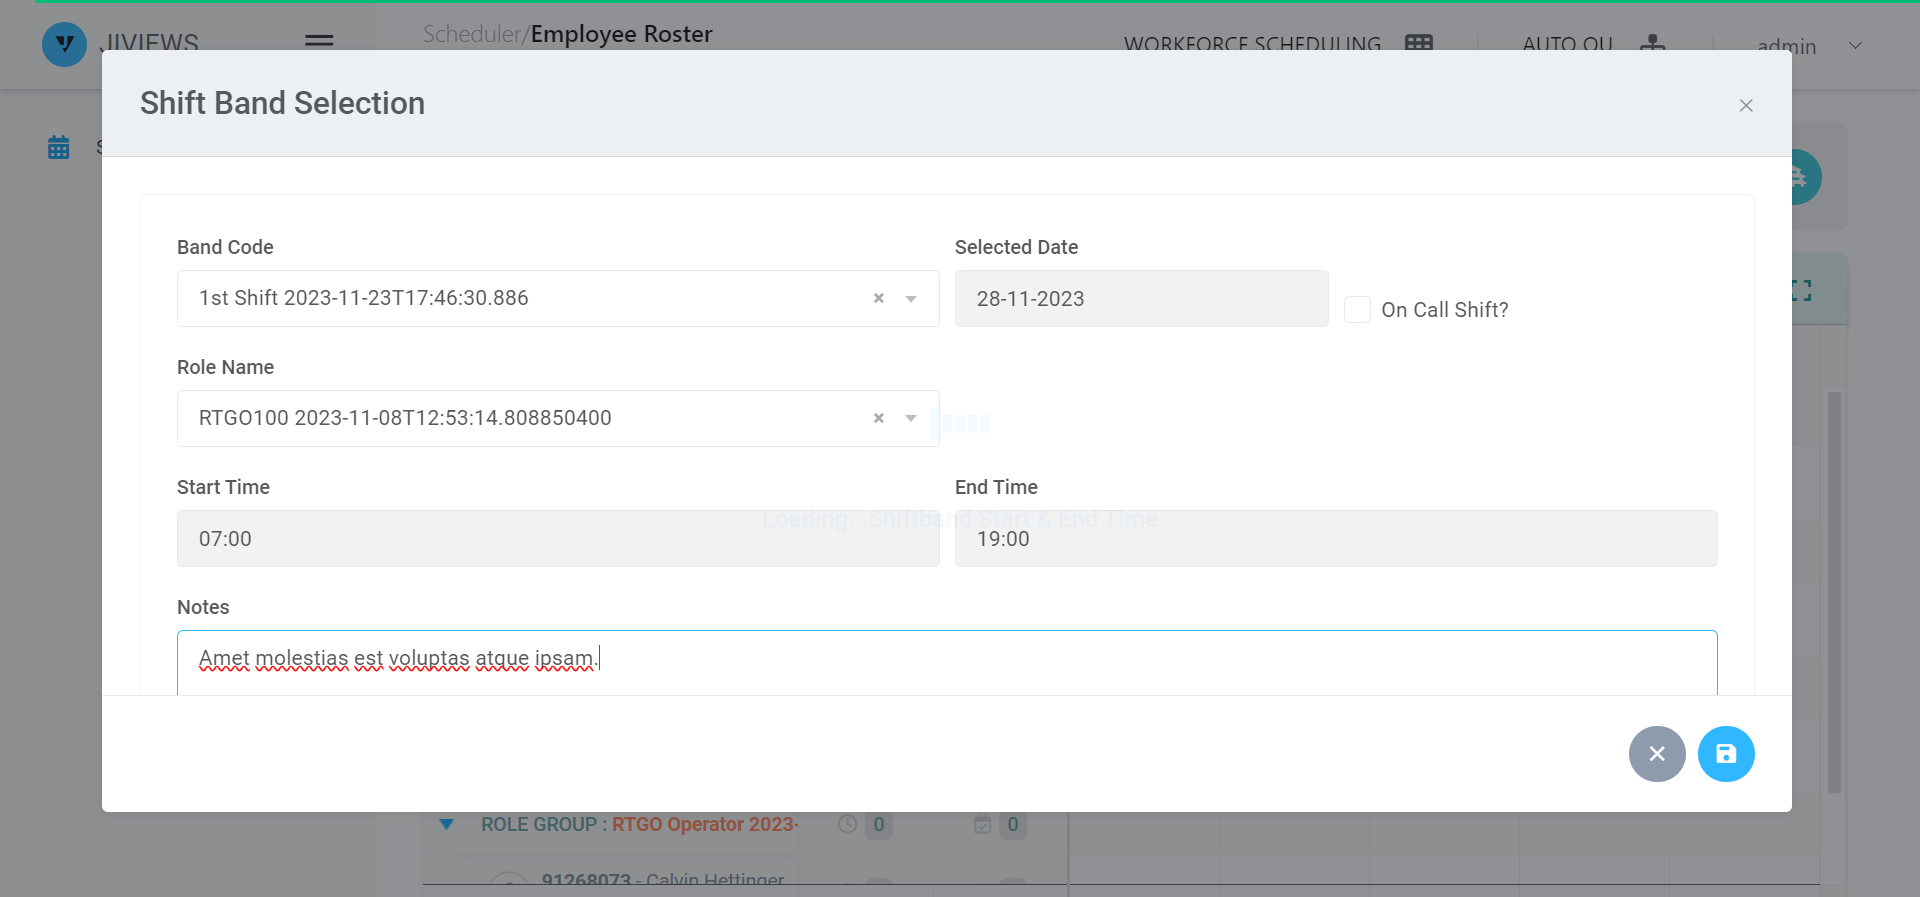 JIVIEWS
Scheduler/Employee Roster
WORKFORCE SCHEDULING
AUTO OU
admin
Shift Band Selection
Band Code
Selected Date
1st Shift 2023-11-23T17:46:30.886
28-11-2023
On Call Shift?
Role Name
RTGO100 2023-11-08T12:53:14.808850400
Start Time
End Time
Loading...Shiftband Start & End Time
07:00
19:00
Notes
Amet molestias est voluptas atque ipsam.
ROLE GROUP : RTGO Operator 2023-
0
0
91268073 - Calvin Hettinger